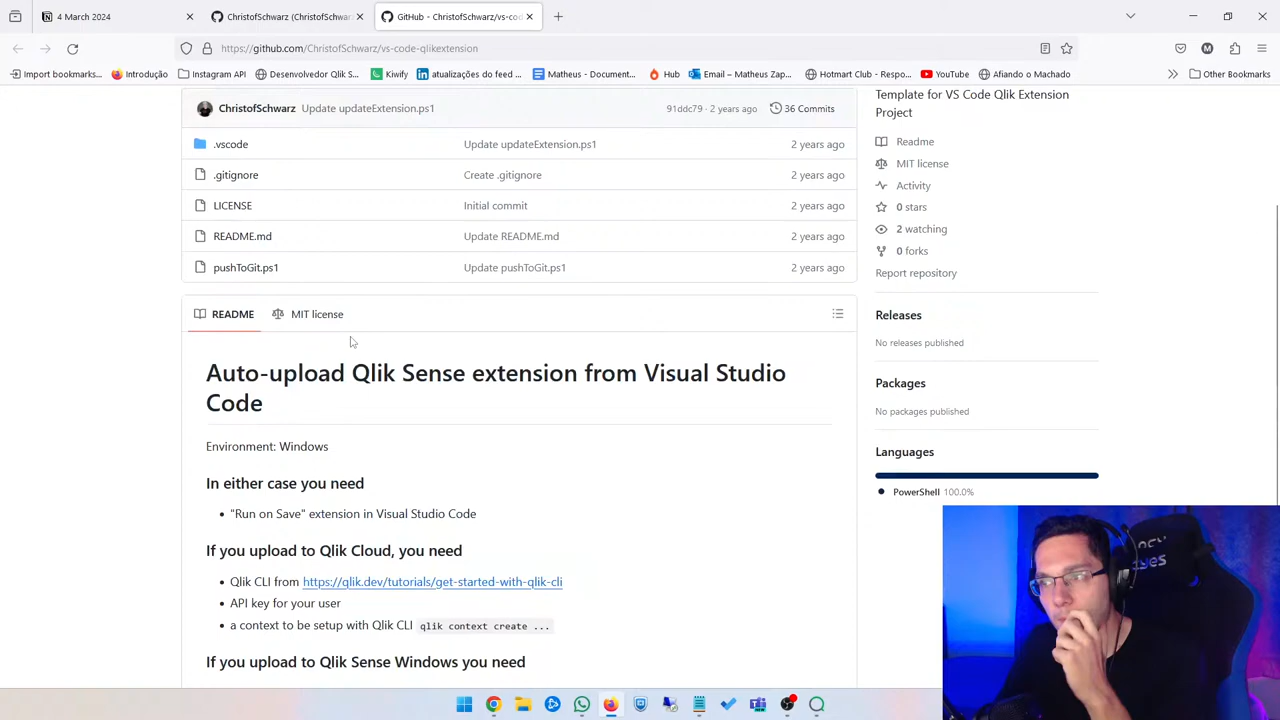 4 March 2024
ChristofSchwarz (ChristofSchwarz
GitHub - ChristofSchwarz/vs-cod
https://github.com/ChristofSchwarz/vs-code-qlikextension
Import bookmarks...
Introdução
Instagram API
Desenvolvedor Qlik S...
Kiwify
atualizações do feed ...
Matheus - Document...
Hub
Email – Matheus Zap...
Hotmart Club - Respo...
YouTube
Afiando o Machado
Other Bookmarks
ChristofSchwarz Update updateExtension.ps1
91ddc79 · 2 years ago
36 Commits
.vscode Update updateExtension.ps1 2 years ago
.gitignore Create .gitignore 2 years ago
LICENSE Initial commit 2 years ago
README.md Update README.md 2 years ago
pushToGit.ps1 Update pushToGit.ps1 2 years ago
README
MIT license
Auto-upload Qlik Sense extension from Visual Studio
Code
Environment: Windows
In either case you need
• "Run on Save" extension in Visual Studio Code
If you upload to Qlik Cloud, you need
• Qlik CLI from https://qlik.dev/tutorials/get-started-with-qlik-cli
• API key for your user
• a context to be setup with Qlik CLI qlik context create ...
If you upload to Qlik Sense Windows you need
Template for VS Code Qlik Extension
Project
Readme
MIT license
Activity
0 stars
2 watching
0 forks
Report repository
Releases
No releases published
Packages
No packages published
Languages
PowerShell 100.0%